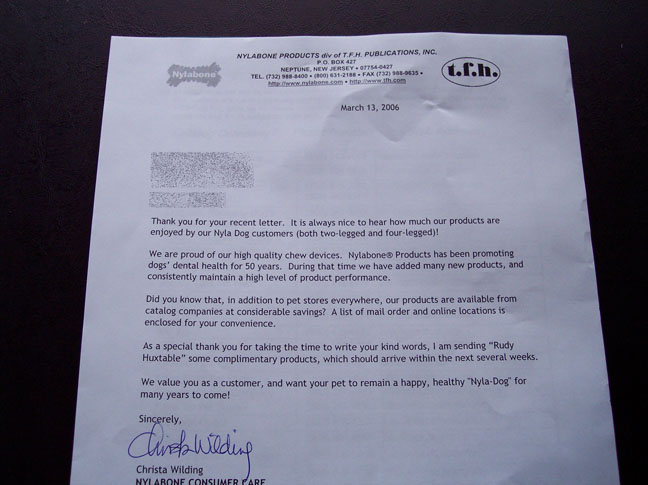 NYLABONE PRODUCTS div of T.F.H. PUBLICATIONS, INC.
P.O. BOX 427
NEPTUNE, NEW JERSEY • 07754-0427
TEL. (732) 988-8400 • (800) 631-2188 • FAX (732) 988-9635 •
http://www.nylabone.com • http://www.tfh.com
Nylabone
t.f.h.
March 13, 2006
Thank you for your recent letter. It is always nice to hear how much our products are
enjoyed by our Nyla Dog customers (both two-legged and four-legged)!
We are proud of our high quality chew devices. Nylabone® Products has been promoting
dogs' dental health for 50 years. During that time we have added many new products, and
consistently maintain a high level of product performance.
Did you know that, in addition to pet stores everywhere, our products are available from
catalog companies at considerable savings? A list of mail order and online locations is
enclosed for your convenience.
As a special thank you for taking the time to write your kind words, I am sending "Rudy
Huxtable" some complimentary products, which should arrive within the next several weeks.
We value you as a customer, and want your pet to remain a happy, healthy "Nyla-Dog" for
many years to come!
Sincerely,
Christa Wilding
Christa Wilding
NYLABONE CONSUMER CARE